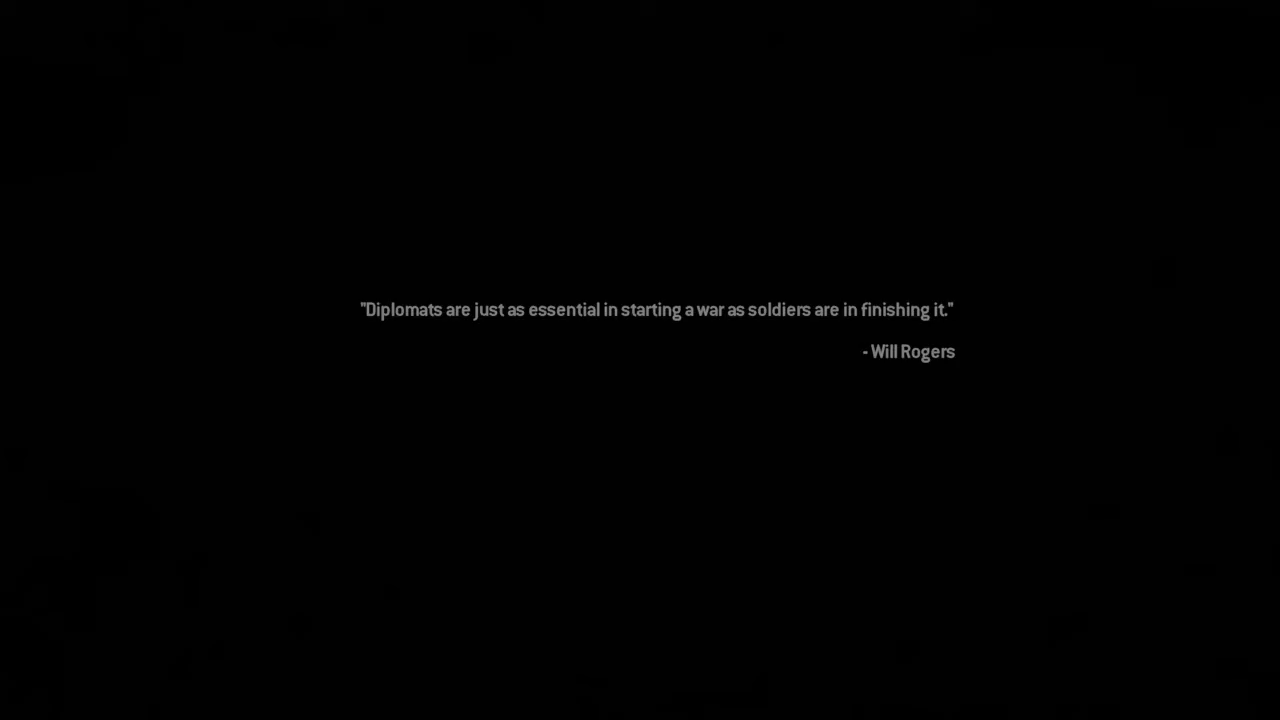 "Diplomats are just as essential in starting a war as soldiers are in finishing it."
- Will Rogers